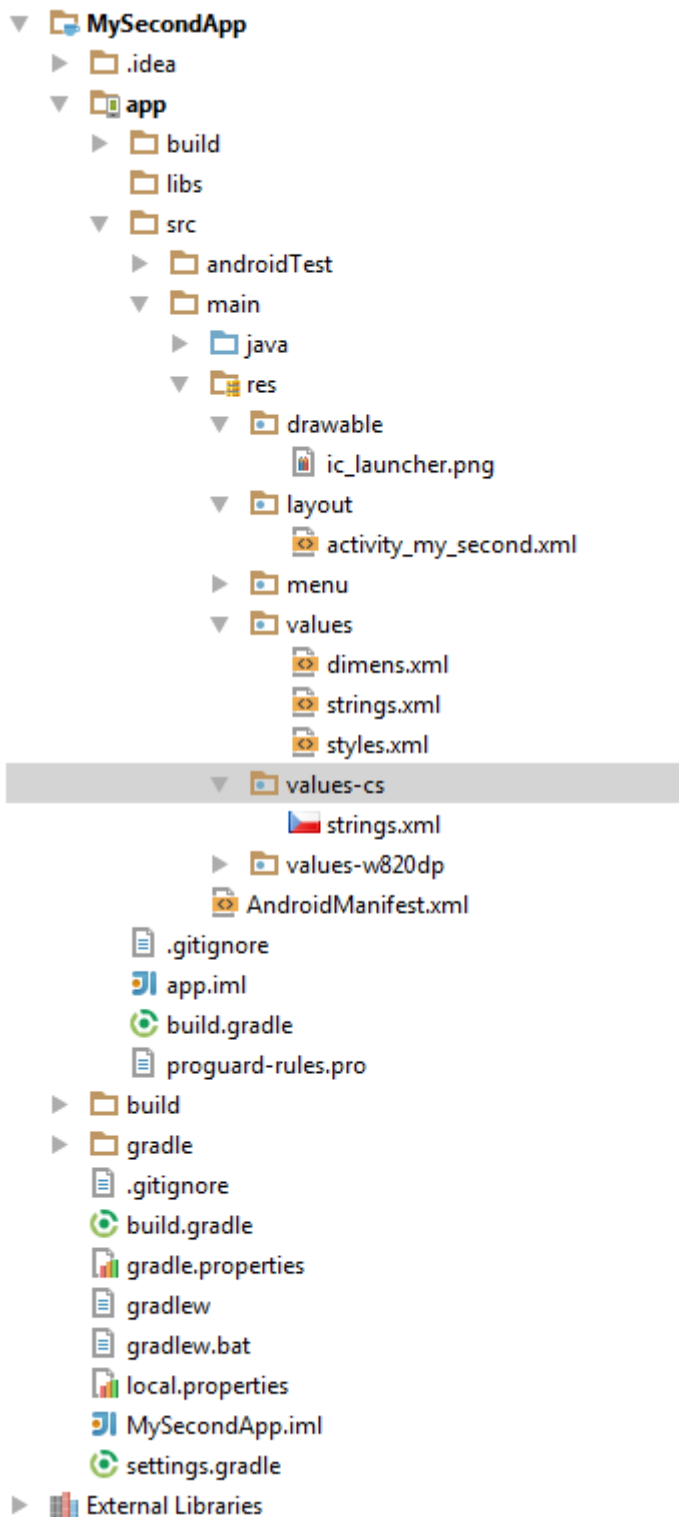 MySecondApp
.idea
app
build
libs
src
androidTest
main
java
res
drawable
ic_launcher.png
layout
activity_my_second.xml
menu
values
dimens.xml
strings.xml
styles.xml
values-cs
strings.xml
values-w820dp
AndroidManifest.xml
.gitignore
app.iml
build.gradle
proguard-rules.pro
build
gradle
.gitignore
build.gradle
gradle.properties
gradlew
gradlew.bat
local.properties
MySecondApp.iml
settings.gradle
External Libraries